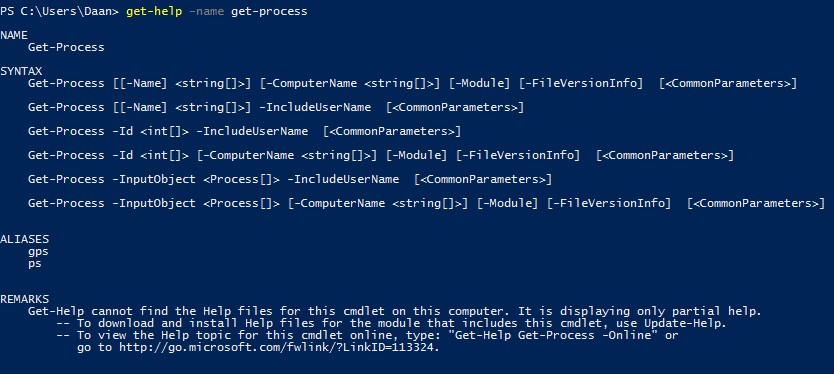 PS C:\Users\Daan> get-help -name get-process
NAME
Get-Process
SYNTAX
Get-Process [[-Name] <string[]>] [-ComputerName <string[]>] [-Module] [-FileVersionInfo]  [<CommonParameters>]
Get-Process [[-Name] <string[]>] -IncludeUserName  [<CommonParameters>]
Get-Process -Id <int[]> -IncludeUserName  [<CommonParameters>]
Get-Process -Id <int[]> [-ComputerName <string[]>] [-Module] [-FileVersionInfo]  [<CommonParameters>]
Get-Process -InputObject <Process[]> -IncludeUserName  [<CommonParameters>]
Get-Process -InputObject <Process[]> [-ComputerName <string[]>] [-Module] [-FileVersionInfo]  [<CommonParameters>]
ALIASES
gps
ps
REMARKS
Get-Help cannot find the Help files for this cmdlet on this computer. It is displaying only partial help.
-- To download and install Help files for the module that includes this cmdlet, use Update-Help.
-- To view the Help topic for this cmdlet online, type: "Get-Help Get-Process -Online" or
go to http://go.microsoft.com/fwlink/?LinkID=113324.